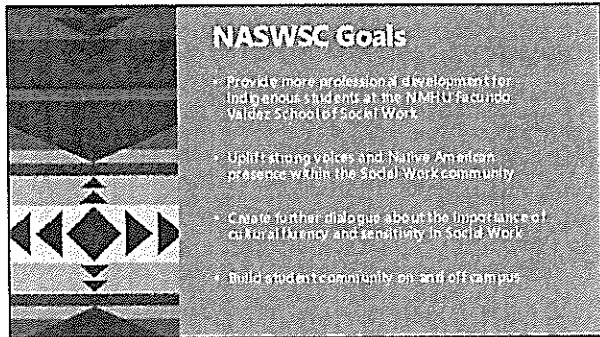 NASWSC Goals
• Provide more professional development for
Indigenous students at the NMHU Facundo
Valdez School of Social Work
• Uplift strong voices and Native American
presence within the Social Work community
• Create further dialogue about the importance of
cultural fluency and sensitivity in Social Work
• Build student community on and off campus